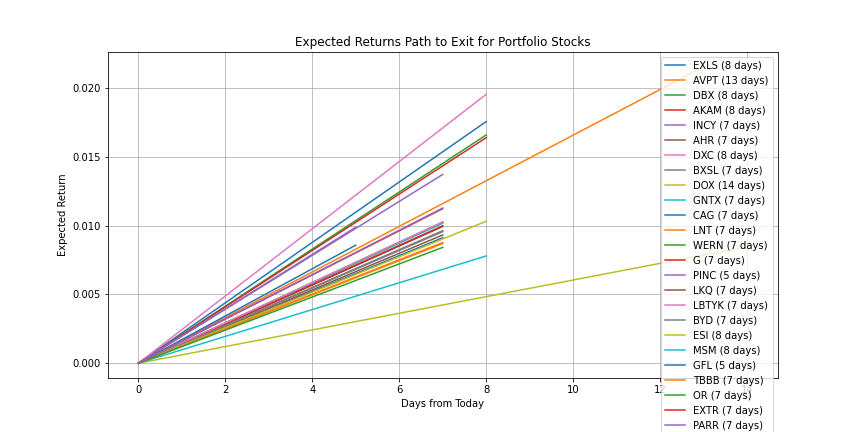 Expected Returns Path to Exit for Portfolio Stocks
Expected Return
0.020
0.015
0.010
0.005
0.000
0
2
4
6
8
10
12
14
Days from Today
EXLS (8 days)
AVPT (13 days)
DBX (8 days)
AKAM (8 days)
INCY (7 days)
AHR (7 days)
DXC (8 days)
BXSL (7 days)
DOX (14 days)
GNTX (7 days)
CAG (7 days)
LNT (7 days)
WERN (7 days)
G (7 days)
PINC (5 days)
LKQ (7 days)
LBTYK (7 days)
BYD (7 days)
ESI (8 days)
MSM (8 days)
GFL (5 days)
TBBB (7 days)
OR (7 days)
EXTR (7 days)
PARR (7 days)